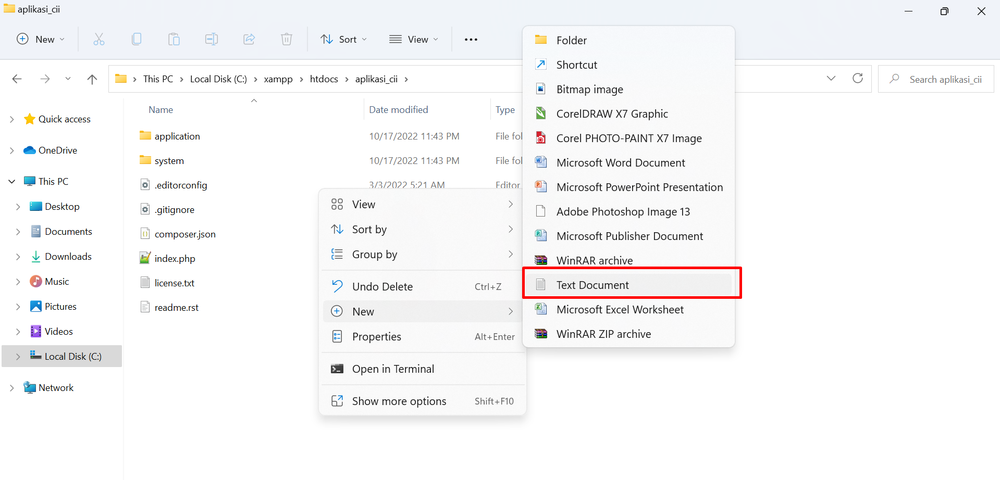 aplikasi_cii
New
Sort
View
This PC > Local Disk (C:) > xampp > htdocs > aplikasi_cii >
Search aplikasi_cii
Quick access
OneDrive
This PC
Desktop
Documents
Downloads
Music
Pictures
Videos
Local Disk (C:)
Network
Name Date modified Type
application 10/17/2022 11:43 PM File fol
system 10/17/2022 11:43 PM File fol
.editorconfig 3/3/2022 5:21 AM Editor
.gitignore
composer.json
index.php
license.txt
readme.rst
View
Sort by
Group by
Undo Delete Ctrl+Z
New
Properties Alt+Enter
Open in Terminal
Show more options Shift+F10
Folder
Shortcut
Bitmap image
CorelDRAW X7 Graphic
Corel PHOTO-PAINT X7 Image
Microsoft Word Document
Microsoft PowerPoint Presentation
Adobe Photoshop Image 13
Microsoft Publisher Document
WinRAR archive
Text Document
Microsoft Excel Worksheet
WinRAR ZIP archive